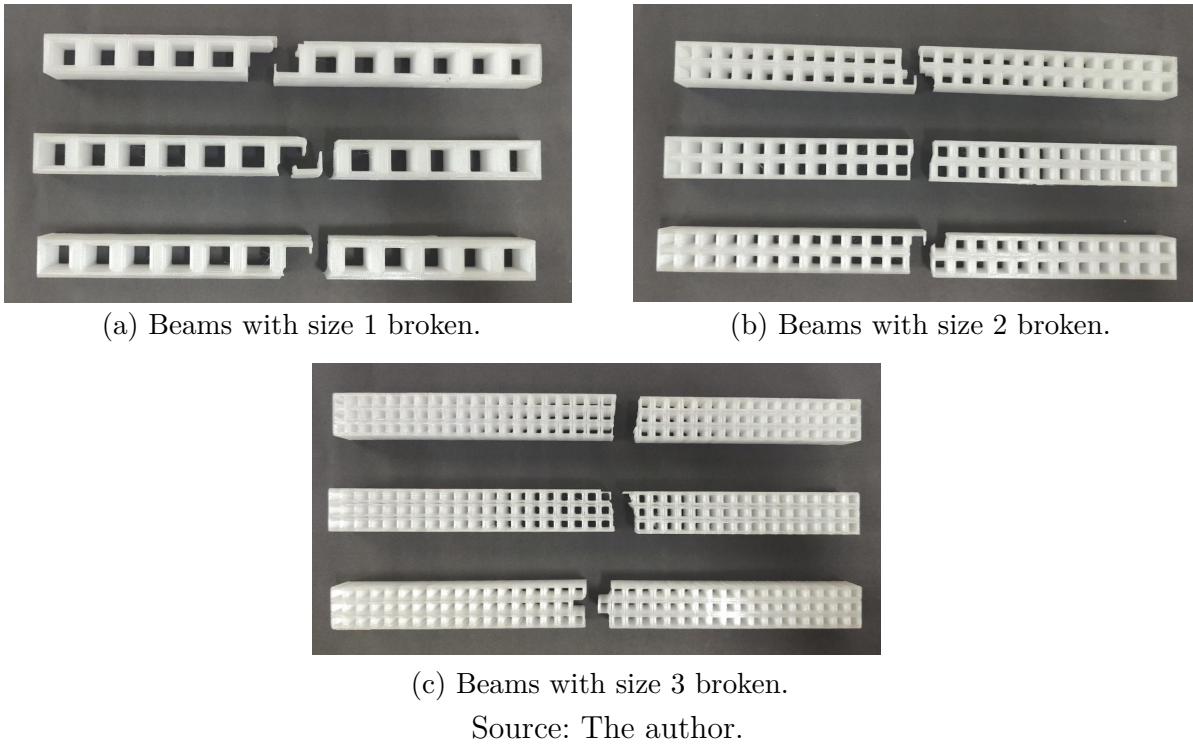 (a) Beams with size 1 broken.
(b) Beams with size 2 broken.
(c) Beams with size 3 broken.
Source: The author.